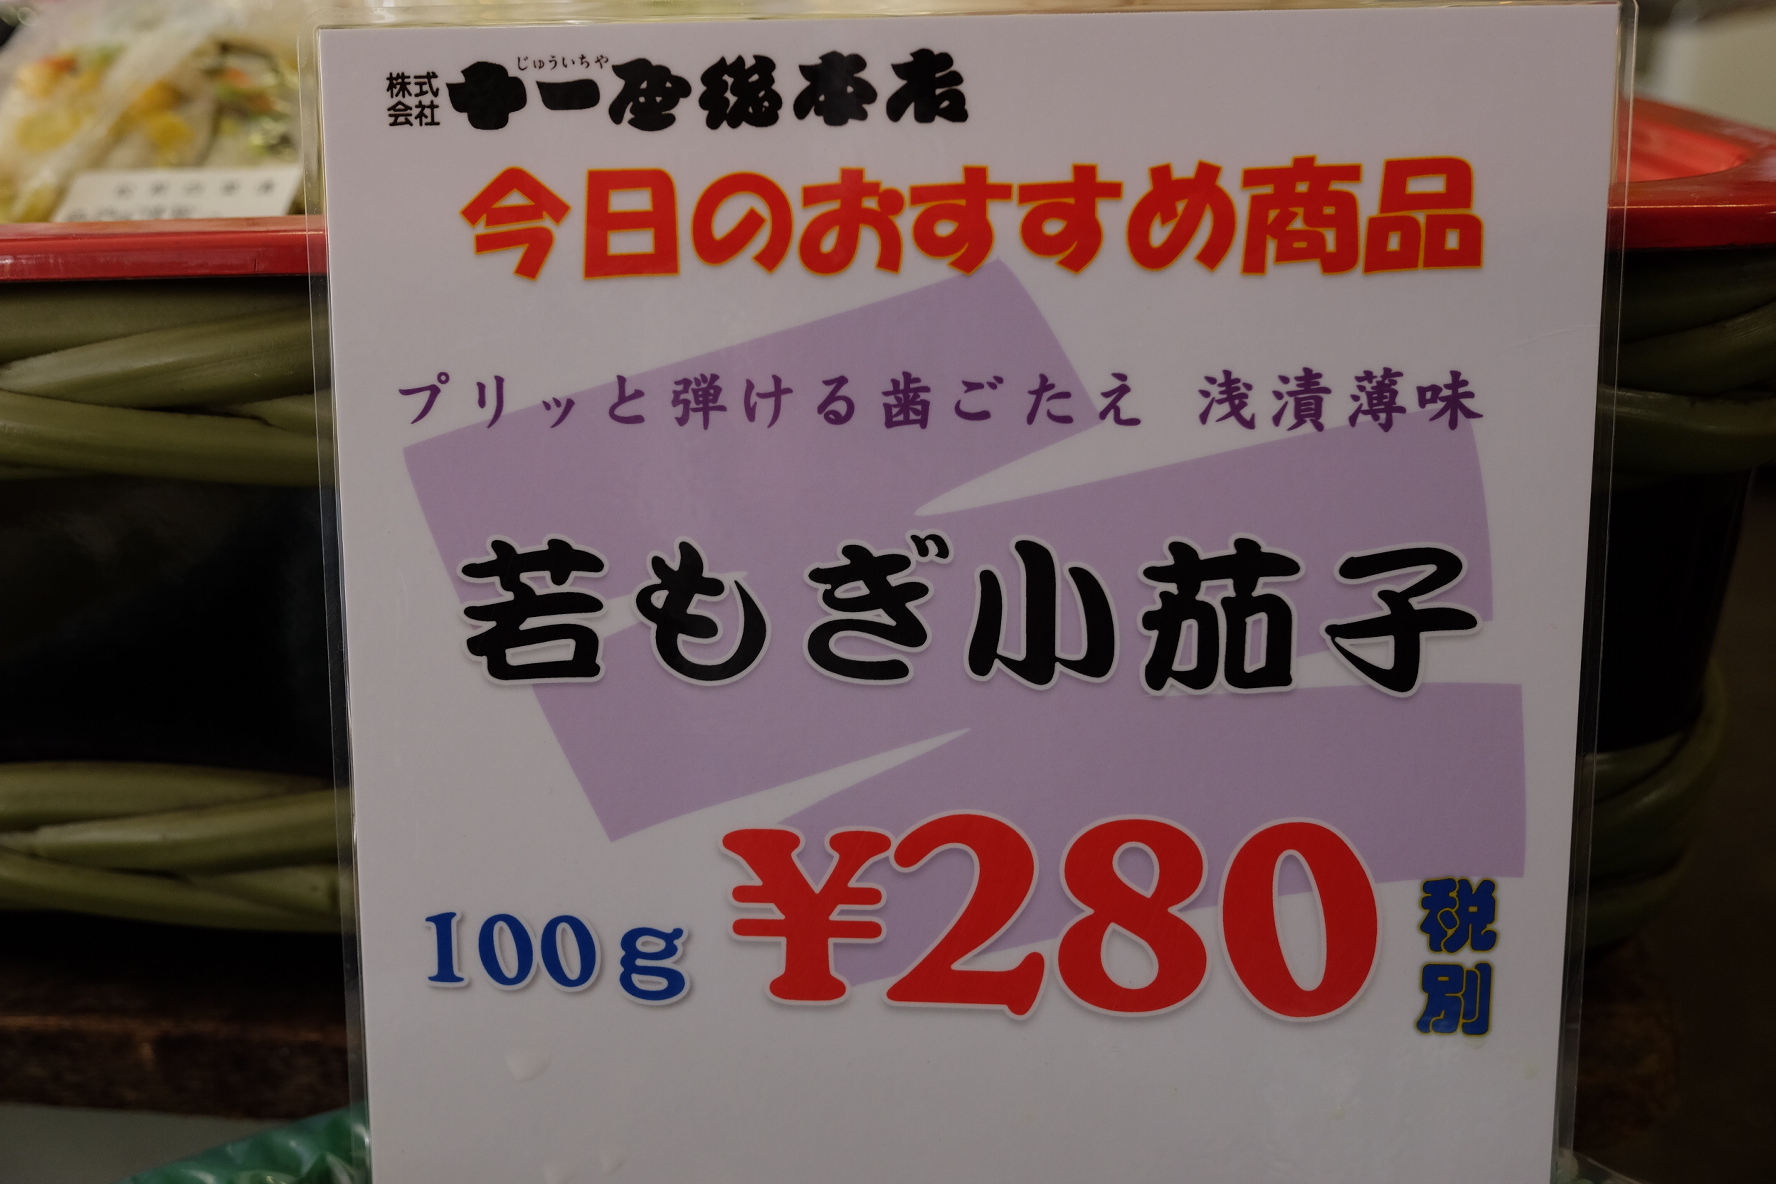 株式会社 十一屋総本店
じゅういちや
今日のおすすめ商品
プリッと弾ける歯ごたえ 浅漬薄味
若もぎ小茄子
100g ¥280 税別